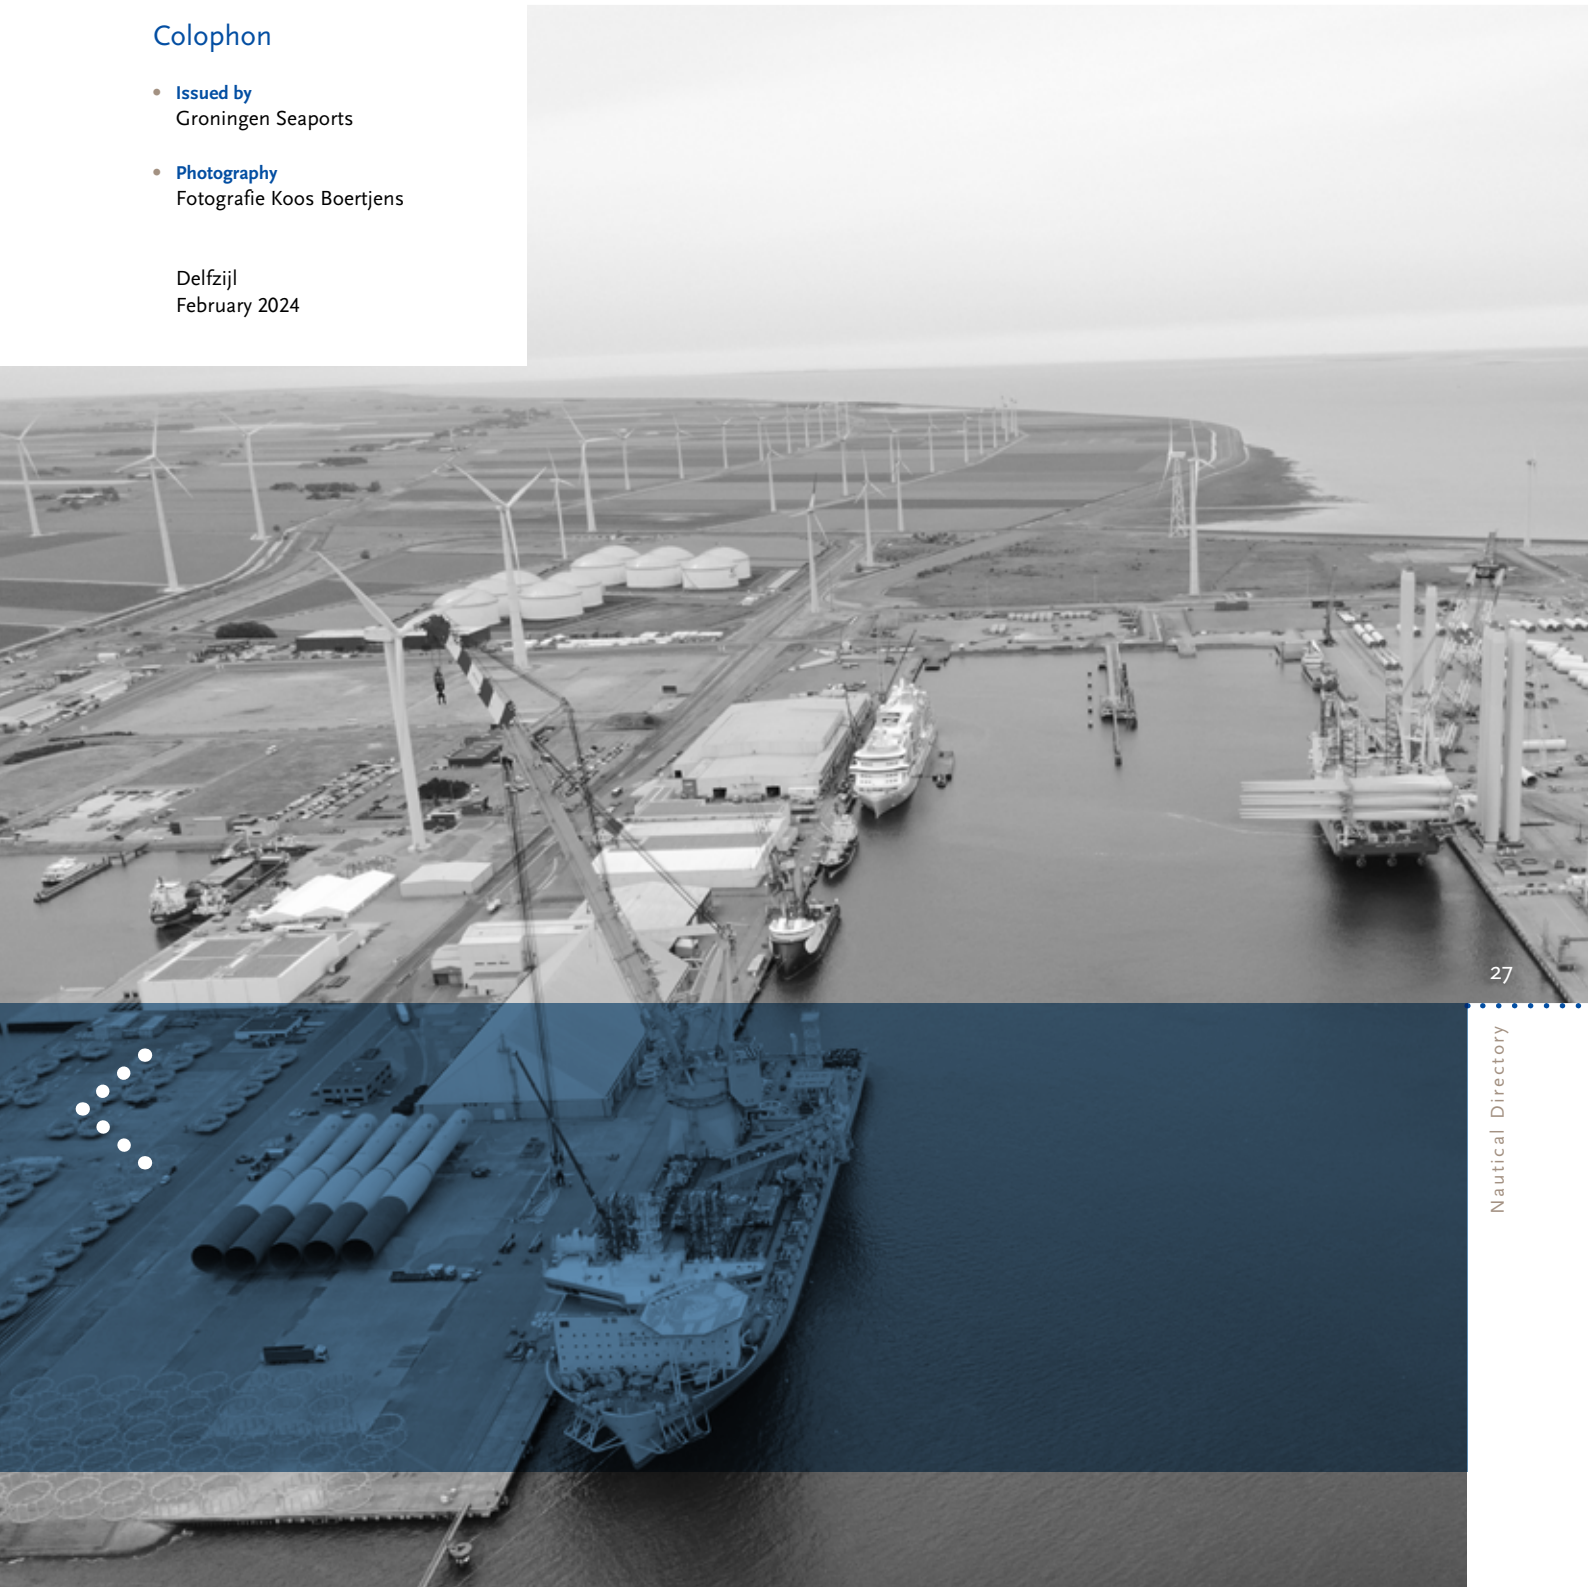 Colophon
Issued by
Groningen Seaports
Photography
Fotografie Koos Boertjens
Delfzijl
February 2024
27
Nautical Directory